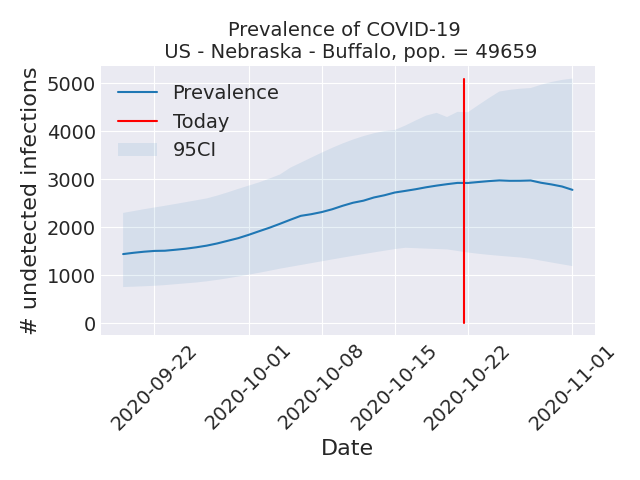 Prevalence of COVID-19
US - Nebraska - Buffalo, pop. = 49659
# undetected infections
5000
4000
3000
2000
1000
0
Prevalence
Today
95CI
2020-09-22
2020-10-01
2020-10-08
2020-10-15
2020-10-22
2020-11-01
Date